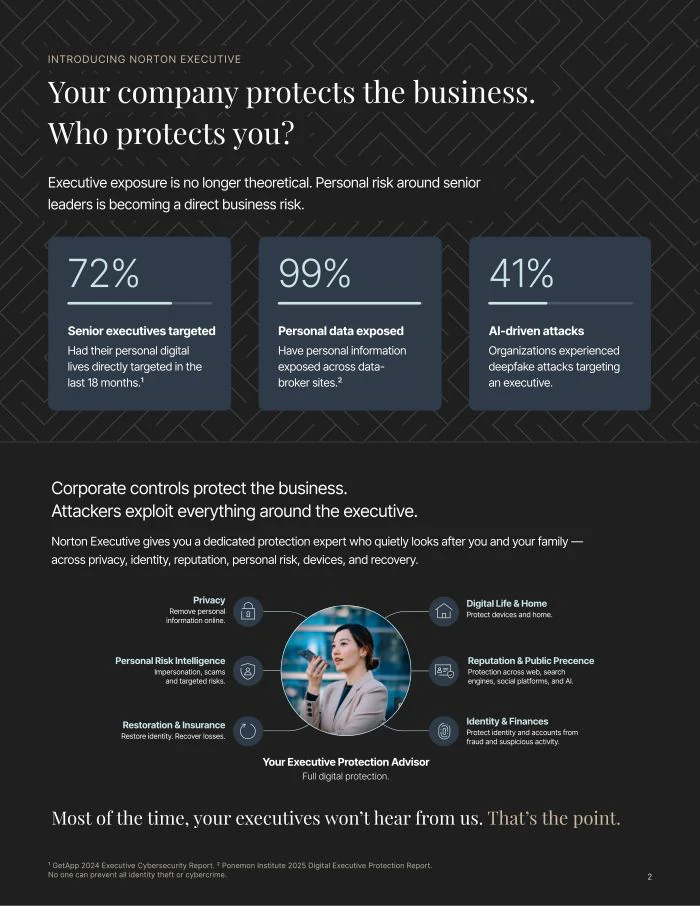 INTRODUCING NORTON EXECUTIVE
Your company protects the business.
Who protects you?
Executive exposure is no longer theoretical. Personal risk around senior
leaders is becoming a direct business risk.
72%
Senior executives targeted
Had their personal digital
lives directly targeted in the
last 18 months.¹
99%
Personal data exposed
Have personal information
exposed across data-
broker sites.²
41%
AI-driven attacks
Organizations experienced
deepfake attacks targeting
an executive.
Corporate controls protect the business.
Attackers exploit everything around the executive.
Norton Executive gives you a dedicated protection expert who quietly looks after you and your family —
across privacy, identity, reputation, personal risk, devices, and recovery.
Privacy
Remove personal
information online.
Personal Risk Intelligence
Impersonation, scams
and targeted risks.
Restoration & Insurance
Restore identity. Recover losses.
Digital Life & Home
Protect devices and home.
Reputation & Public Precence
Protection across web, search
engines, social platforms, and AI.
Identity & Finances
Protect identity and accounts from
fraud and suspicious activity.
Your Executive Protection Advisor
Full digital protection.
Most of the time, your executives won’t hear from us. That’s the point.
¹ GetApp 2024 Executive Cybersecurity Report. ² Ponemon Institute 2025 Digital Executive Protection Report.
No one can prevent all identity theft or cybercrime.
2